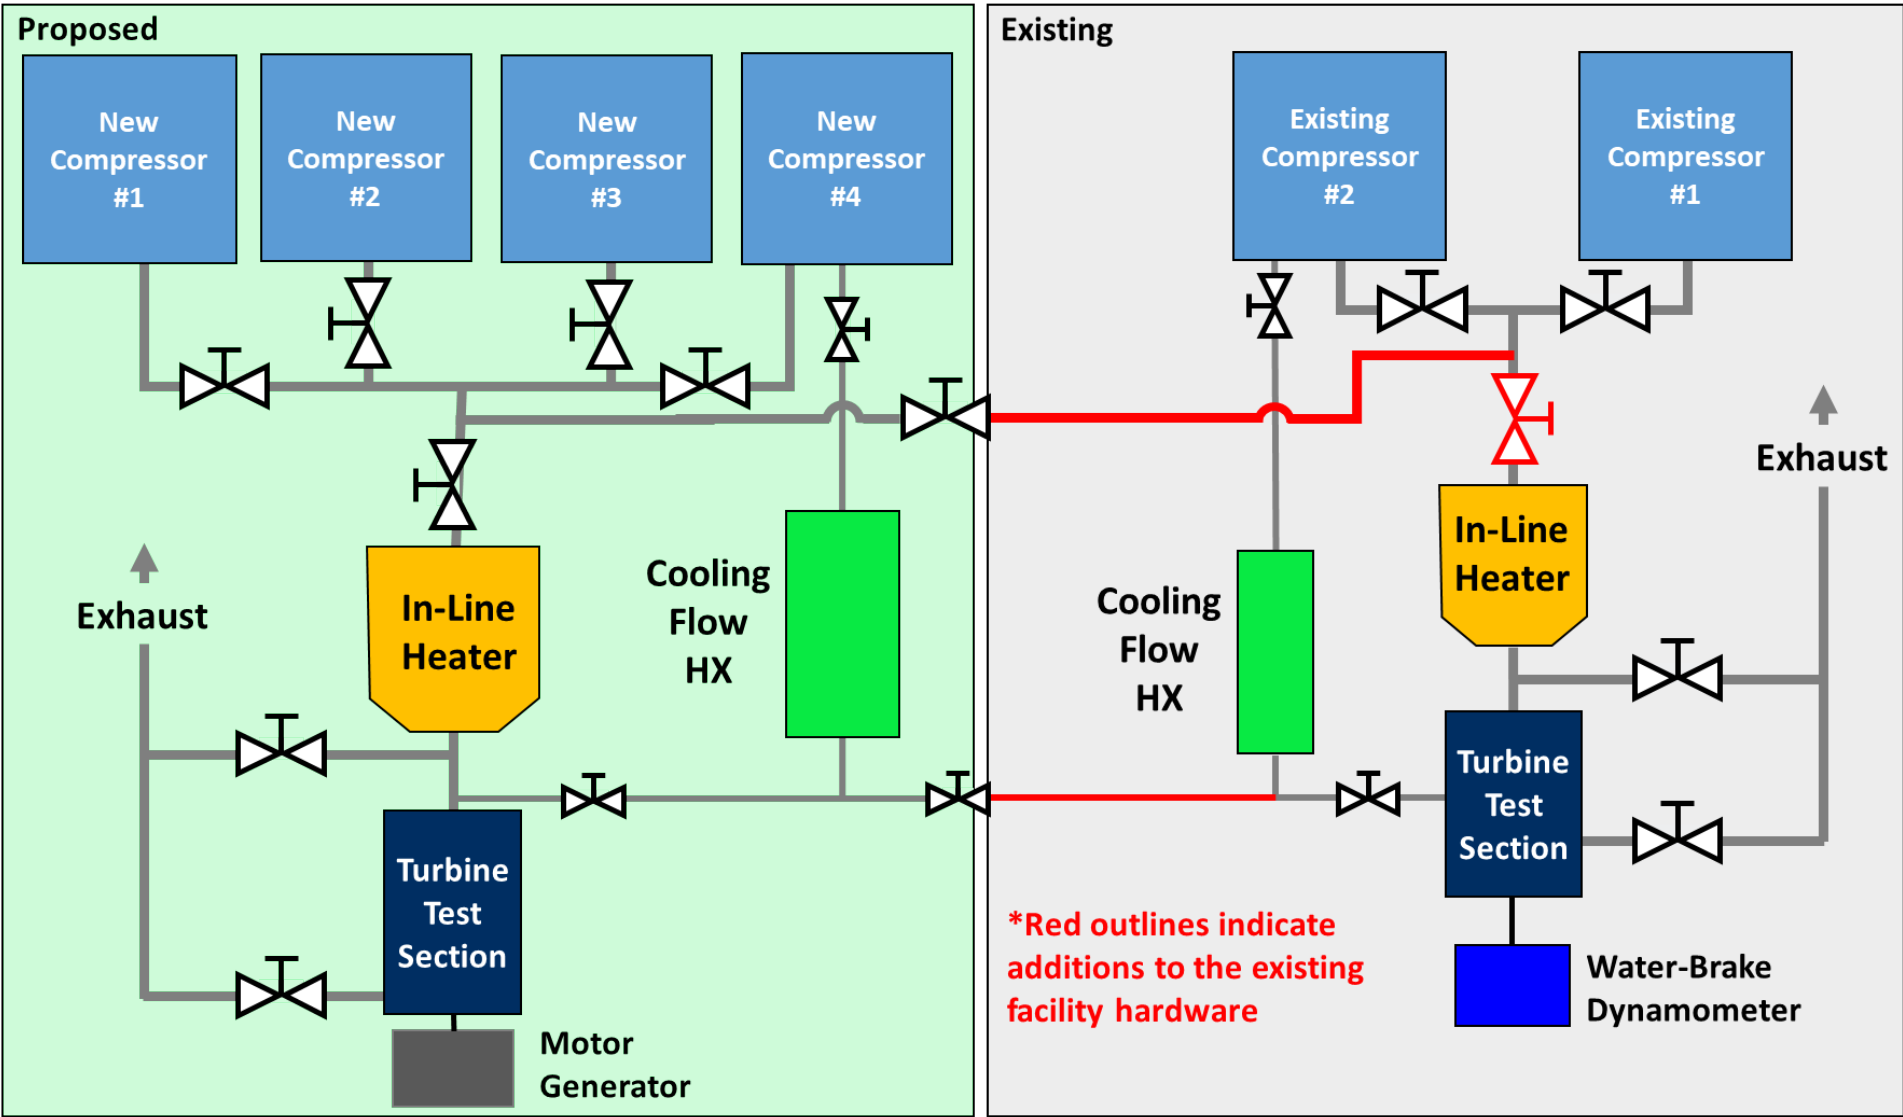 Proposed
New
Compressor
#1
New
Compressor
#2
New
Compressor
#3
New
Compressor
#4
Exhaust
In-Line
Heater
Cooling
Flow
HX
Turbine
Test
Section
Motor
Generator
Existing
Existing
Compressor
#2
Existing
Compressor
#1
Exhaust
In-Line
Heater
Cooling
Flow
HX
Turbine
Test
Section
*Red outlines indicate
additions to the existing
facility hardware
Water-Brake
Dynamometer